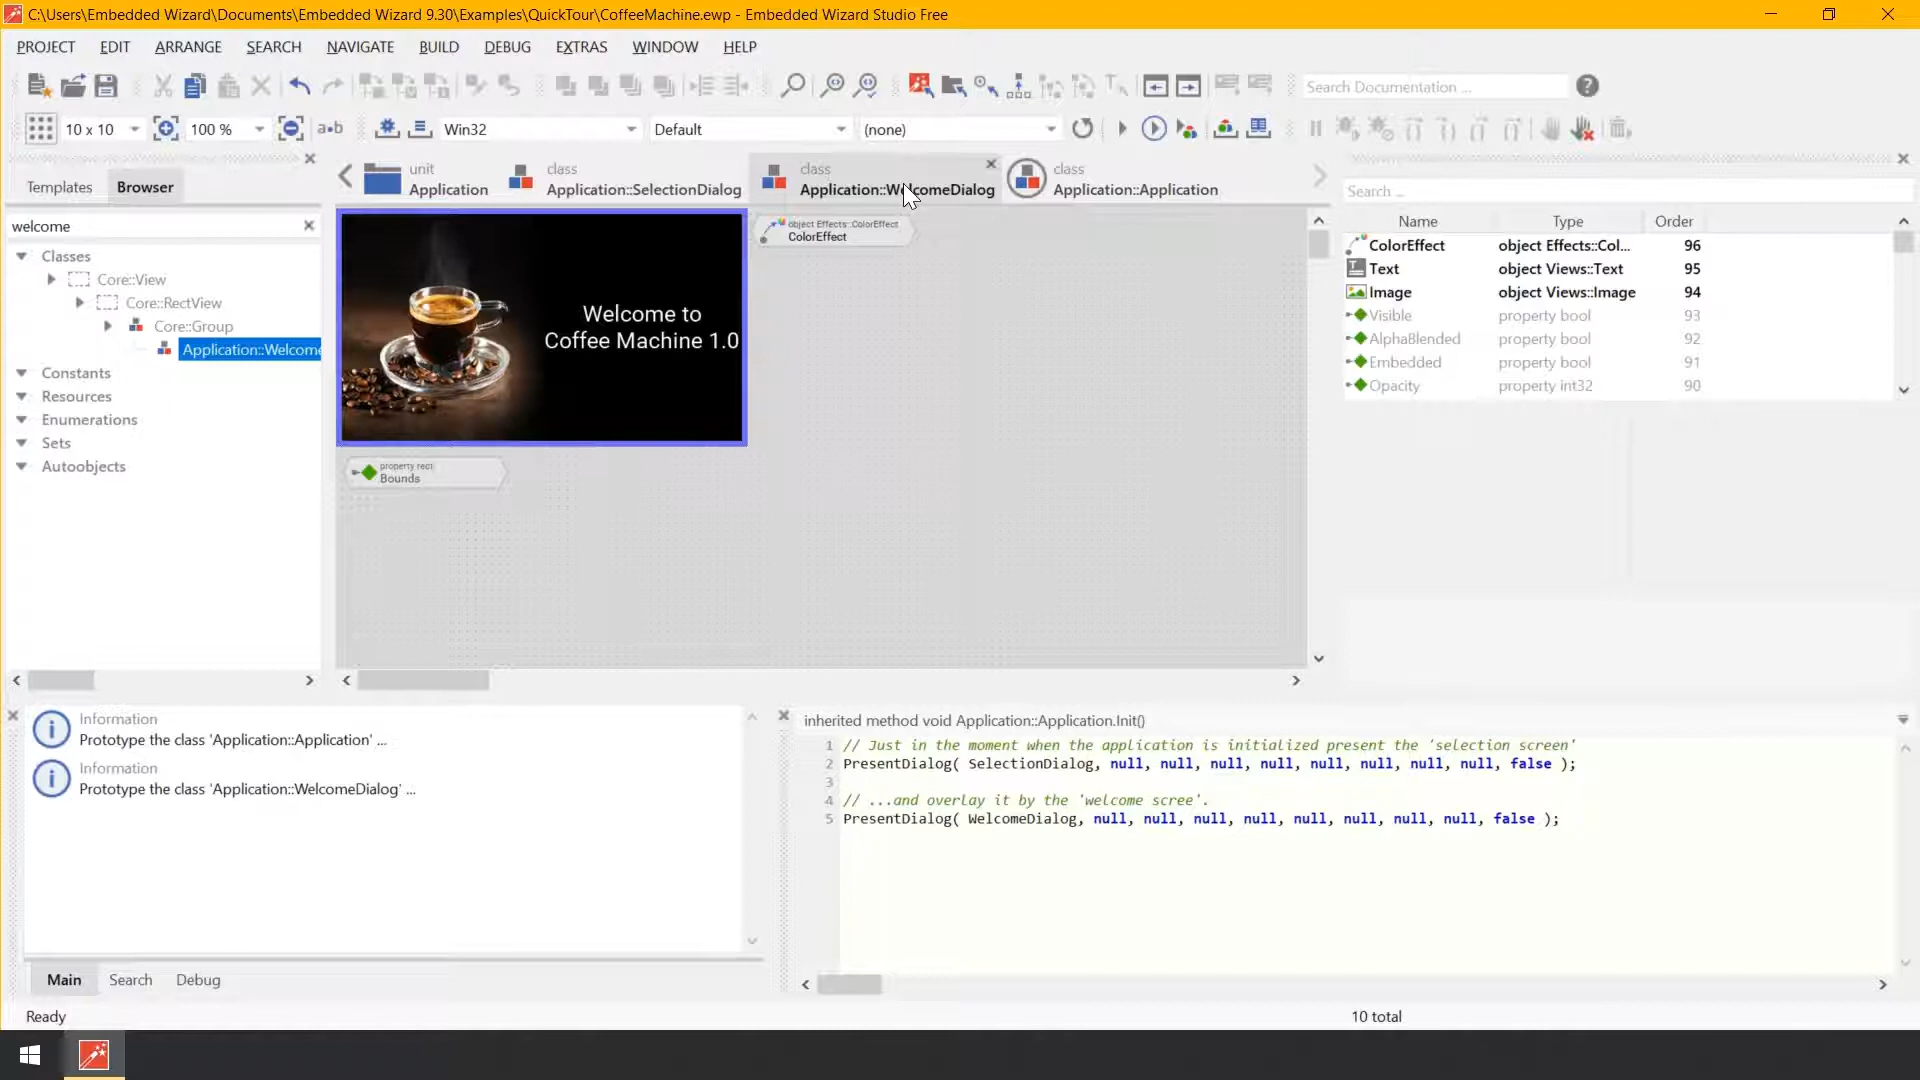 C:\Users\Embedded Wizard\Documents\Embedded Wizard 9.30\Examples\QuickTour\CoffeeMachine.ewp - Embedded Wizard Studio Free
PROJECT EDIT ARRANGE SEARCH NAVIGATE BUILD DEBUG EXTRAS WINDOW HELP
Search Documentation ...
10 x 10 100 % a•b Win32 Default (none)
Templates Browser
unit
Application
class
Application::SelectionDialog
class
Application::WelcomeDialog
class
Application::Application
Search ...
welcome
Classes
Core::View
Core::RectView
Core::Group
Application::Welcome
Constants
Resources
Enumerations
Sets
Autoobjects
object Effects::ColorEffect
ColorEffect
Welcome to
Coffee Machine 1.0
property rect
Bounds
Name Type Order
ColorEffect object Effects::Col... 96
Text object Views::Text 95
Image object Views::Image 94
Visible property bool 93
AlphaBlended property bool 92
Embedded property bool 91
Opacity property int32 90
Information
Prototype the class 'Application::Application' ...
Information
Prototype the class 'Application::WelcomeDialog' ...
Main Search Debug
inherited method void Application::Application.Init()
1 // Just in the moment when the application is initialized present the 'selection screen'
2 PresentDialog( SelectionDialog, null, null, null, null, null, null, null, null, false );
3
4 // ...and overlay it by the 'welcome scree'.
5 PresentDialog( WelcomeDialog, null, null, null, null, null, null, null, null, false );
Ready
10 total